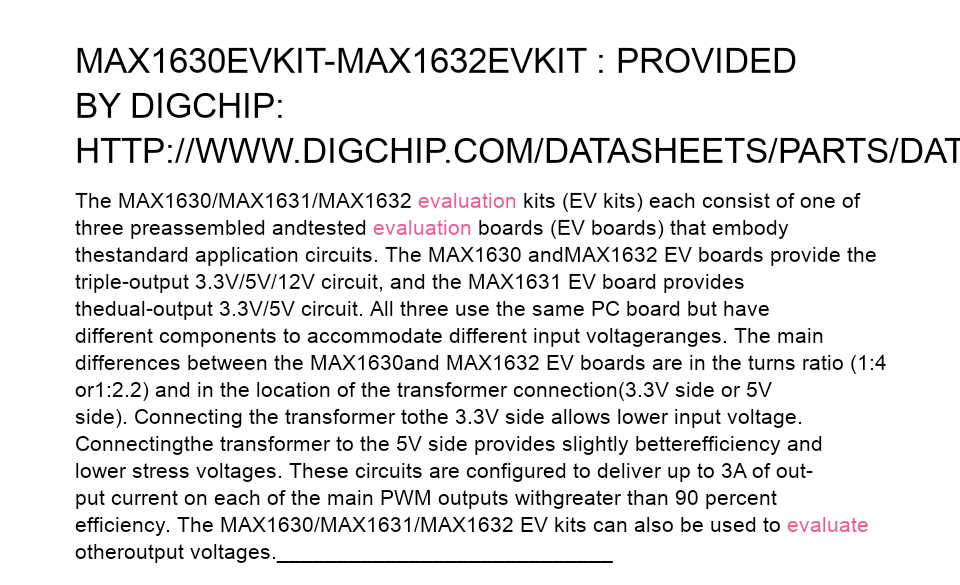 MAX1630EVKIT-MAX1632EVKIT : PROVIDED
BY DIGCHIP:
HTTP://WWW.DIGCHIP.COM/DATASHEETS/PARTS/DAT
The MAX1630/MAX1631/MAX1632 evaluation kits (EV kits) each consist of one of
three preassembled andtested evaluation boards (EV boards) that embody
thestandard application circuits. The MAX1630 andMAX1632 EV boards provide the
triple-output 3.3V/5V/12V circuit, and the MAX1631 EV board provides
thedual-output 3.3V/5V circuit. All three use the same PC board but have
different components to accommodate different input voltageranges. The main
differences between the MAX1630and MAX1632 EV boards are in the turns ratio (1:4
or1:2.2) and in the location of the transformer connection(3.3V side or 5V
side). Connecting the transformer tothe 3.3V side allows lower input voltage.
Connectingthe transformer to the 5V side provides slightly betterefficiency and
lower stress voltages. These circuits are configured to deliver up to 3A of out-
put current on each of the main PWM outputs withgreater than 90 percent
efficiency. The MAX1630/MAX1631/MAX1632 EV kits can also be used to evaluate
otheroutput voltages.____________________________